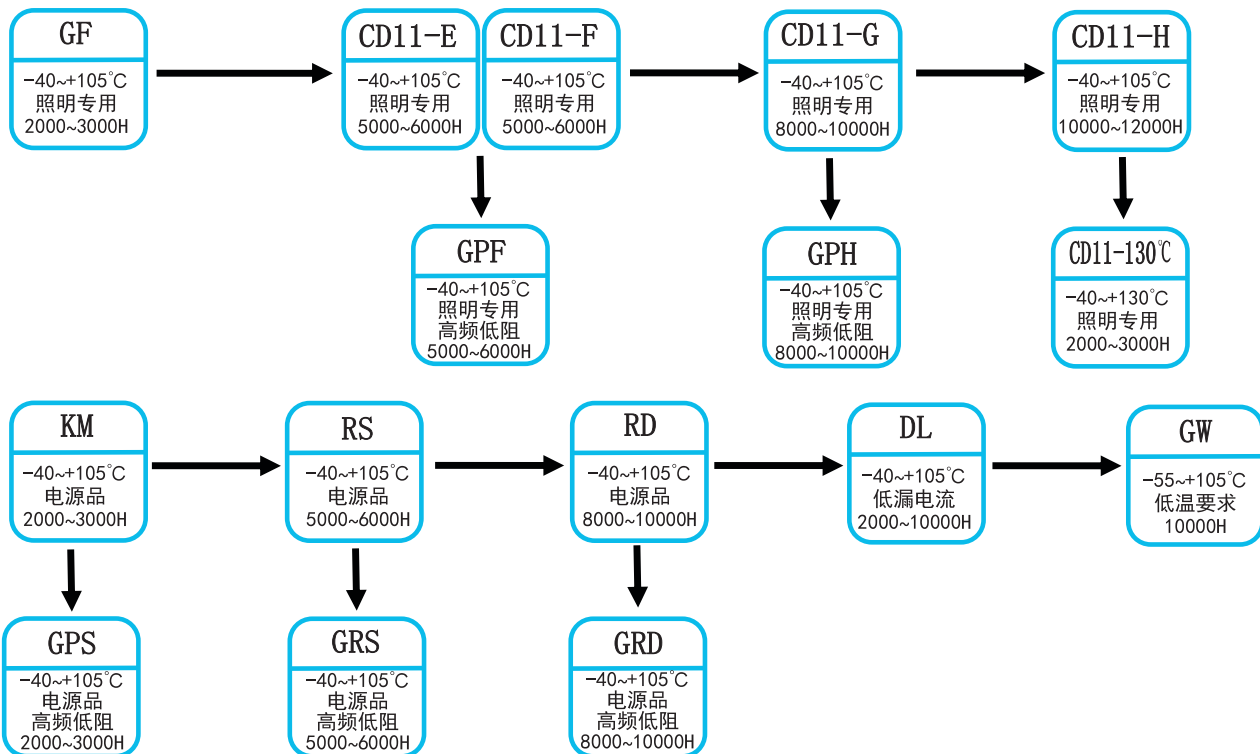 GF
-40~+105℃
照明专用
2000~3000H
CD11-E
-40~+105℃
照明专用
5000~6000H
CD11-F
-40~+105℃
照明专用
5000~6000H
CD11-G
-40~+105℃
照明专用
8000~10000H
CD11-H
-40~+105℃
照明专用
10000~12000H
GPF
-40~+105℃
照明专用
高频低阻
5000~6000H
GPH
-40~+105℃
照明专用
高频低阻
8000~10000H
CD11-130℃
-40~+130℃
照明专用
2000~3000H
KM
-40~+105℃
电源品
2000~3000H
RS
-40~+105℃
电源品
5000~6000H
RD
-40~+105℃
电源品
8000~10000H
DL
-40~+105℃
低漏电流
2000~10000H
GW
-55~+105℃
低温要求
10000H
GPS
-40~+105℃
电源品
高频低阻
2000~3000H
GRS
-40~+105℃
电源品
高频低阻
5000~6000H
GRD
-40~+105℃
电源品
高频低阻
8000~10000H